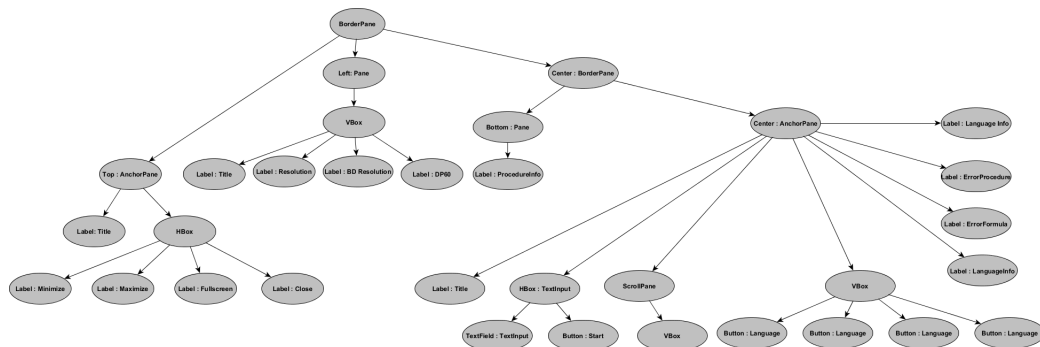 BorderPane
Left: Pane
Center : BorderPane
VBox
Bottom : Pane
Center : AnchorPane
Label : Language Info
Top : AnchorPane
Label : Title
Label : Resolution
Label : BD Resolution
Label : DP60
Label : ProcedureInfo
Label : ErrorProcedure
Label: Title
HBox
Label : ErrorFormula
Label : LanguageInfo
Label : Minimize
Label : Maximize
Label : Fullscreen
Label : Close
Label : Title
HBox : TextInput
ScrollPane
VBox
TextField : TextInput
Button : Start
VBox
Button : Language
Button : Language
Button : Language
Button : Language